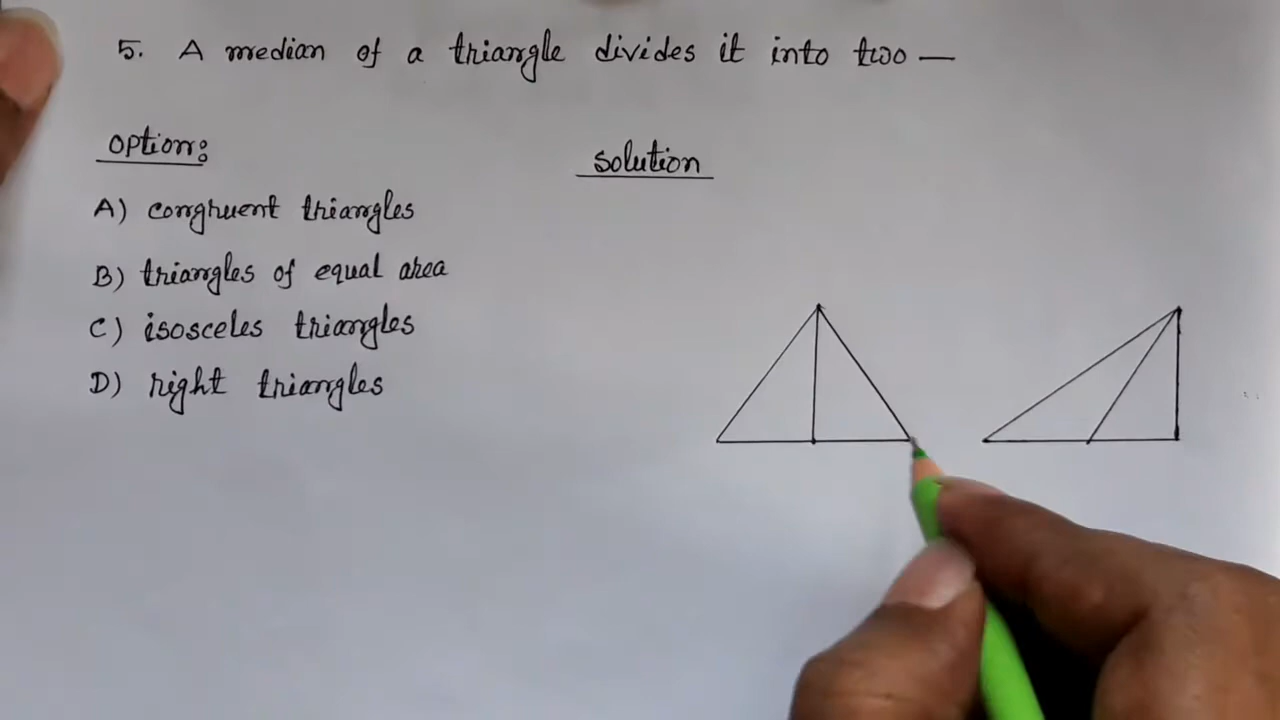 5. A median of a triangle divides it into two —
option:
Solution
A) congruent triangles
B) triangles of equal area
C) isosceles triangles
D) right triangles